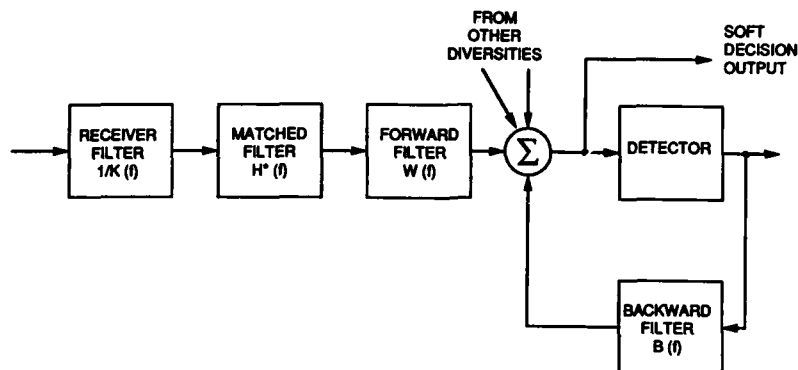 FROM
OTHER
DIVERSITIES
SOFT
DECISION
OUTPUT
RECEIVER
FILTER
1/K (f)
MATCHED
FILTER
H* (f)
FORWARD
FILTER
W (f)
Σ
DETECTOR
BACKWARD
FILTER
B (f)